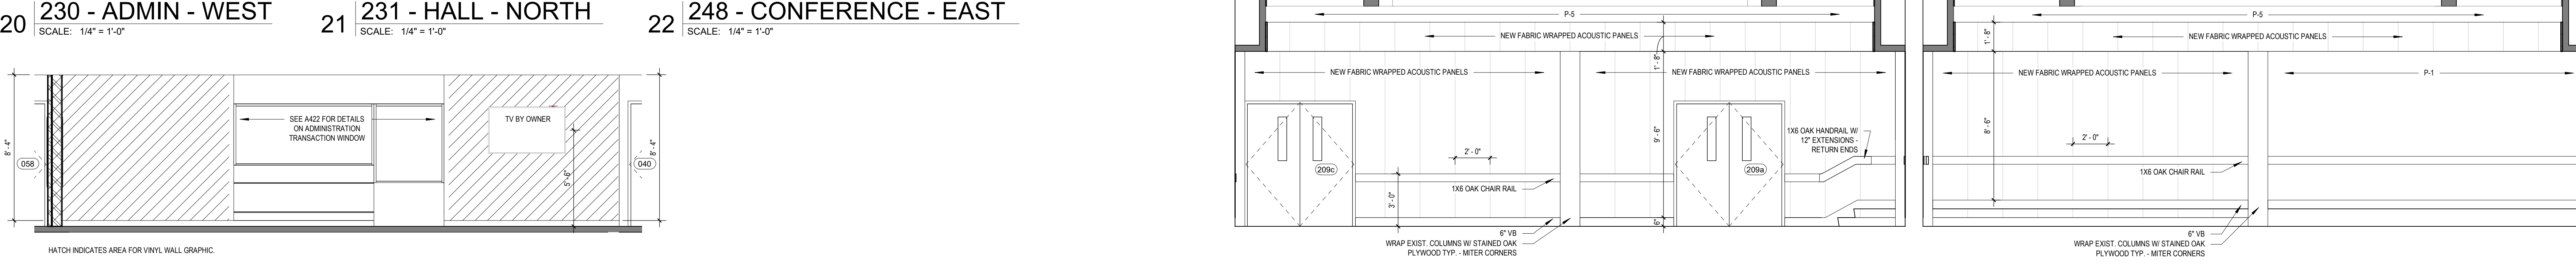 20
230 - ADMIN - WEST
SCALE: 1/4" = 1'-0"
21
231 - HALL - NORTH
SCALE: 1/4" = 1'-0"
22
248 - CONFERENCE - EAST
SCALE: 1/4" = 1'-0"
8' - 4"
058
SEE A422 FOR DETAILS
ON ADMINISTRATION
TRANSACTION WINDOW
TV BY OWNER
5' - 6"
8' - 4"
040
HATCH INDICATES AREA FOR VINYL WALL GRAPHIC.
P-5
NEW FABRIC WRAPPED ACOUSTIC PANELS
1' - 8"
NEW FABRIC WRAPPED ACOUSTIC PANELS
NEW FABRIC WRAPPED ACOUSTIC PANELS
9' - 6"
1X6 OAK HANDRAIL W/
12" EXTENSIONS -
RETURN ENDS
2' - 0"
209c
209a
1X6 OAK CHAIR RAIL
3' - 0"
6"
6" VB
WRAP EXIST. COLUMNS W/ STAINED OAK
PLYWOOD TYP. - MITER CORNERS
P-5
1' - 8"
NEW FABRIC WRAPPED ACOUSTIC PANELS
NEW FABRIC WRAPPED ACOUSTIC PANELS
P-1
8' - 6"
2' - 0"
1X6 OAK CHAIR RAIL
6" VB
WRAP EXIST. COLUMNS W/ STAINED OAK
PLYWOOD TYP. - MITER CORNERS